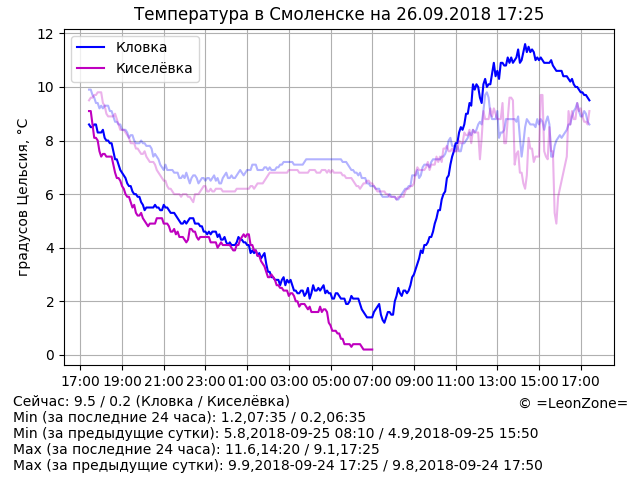 Температура в Смоленске на 26.09.2018 17:25
градусов Цельсия, °C
12
10
8
6
4
2
0
Кловка
Киселёвка
17:00 19:00 21:00 23:00 01:00 03:00 05:00 07:00 09:00 11:00 13:00 15:00 17:00
Сейчас: 9.5 / 0.2 (Кловка / Киселёвка)
© =LeonZone=
Min (за последние 24 часа): 1.2,07:35 / 0.2,06:35
Min (за предыдущие сутки): 5.8,2018-09-25 08:10 / 4.9,2018-09-25 15:50
Max (за последние 24 часа): 11.6,14:20 / 9.1,17:25
Max (за предыдущие сутки): 9.9,2018-09-24 17:25 / 9.8,2018-09-24 17:50